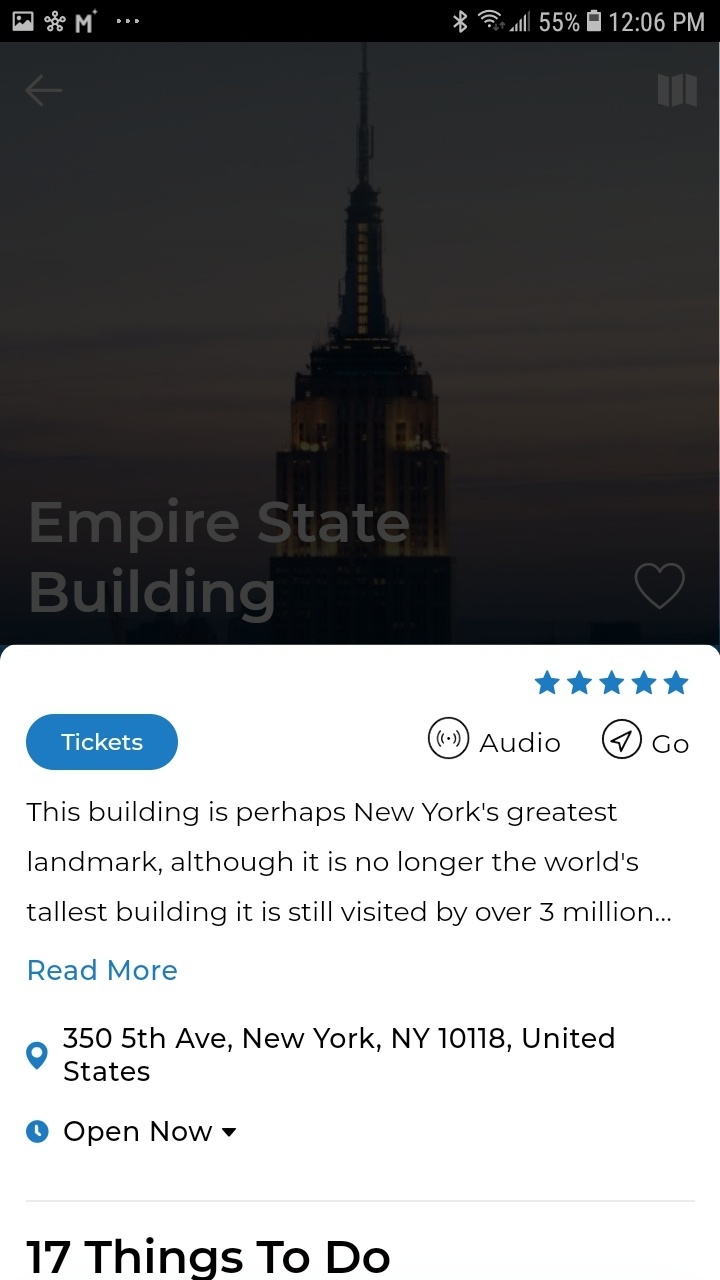 55% 12:06 PM
Empire State
Building
Tickets
Audio
Go
This building is perhaps New York's greatest
landmark, although it is no longer the world's
tallest building it is still visited by over 3 million...
Read More
350 5th Ave, New York, NY 10118, United
States
Open Now
17 Things To Do